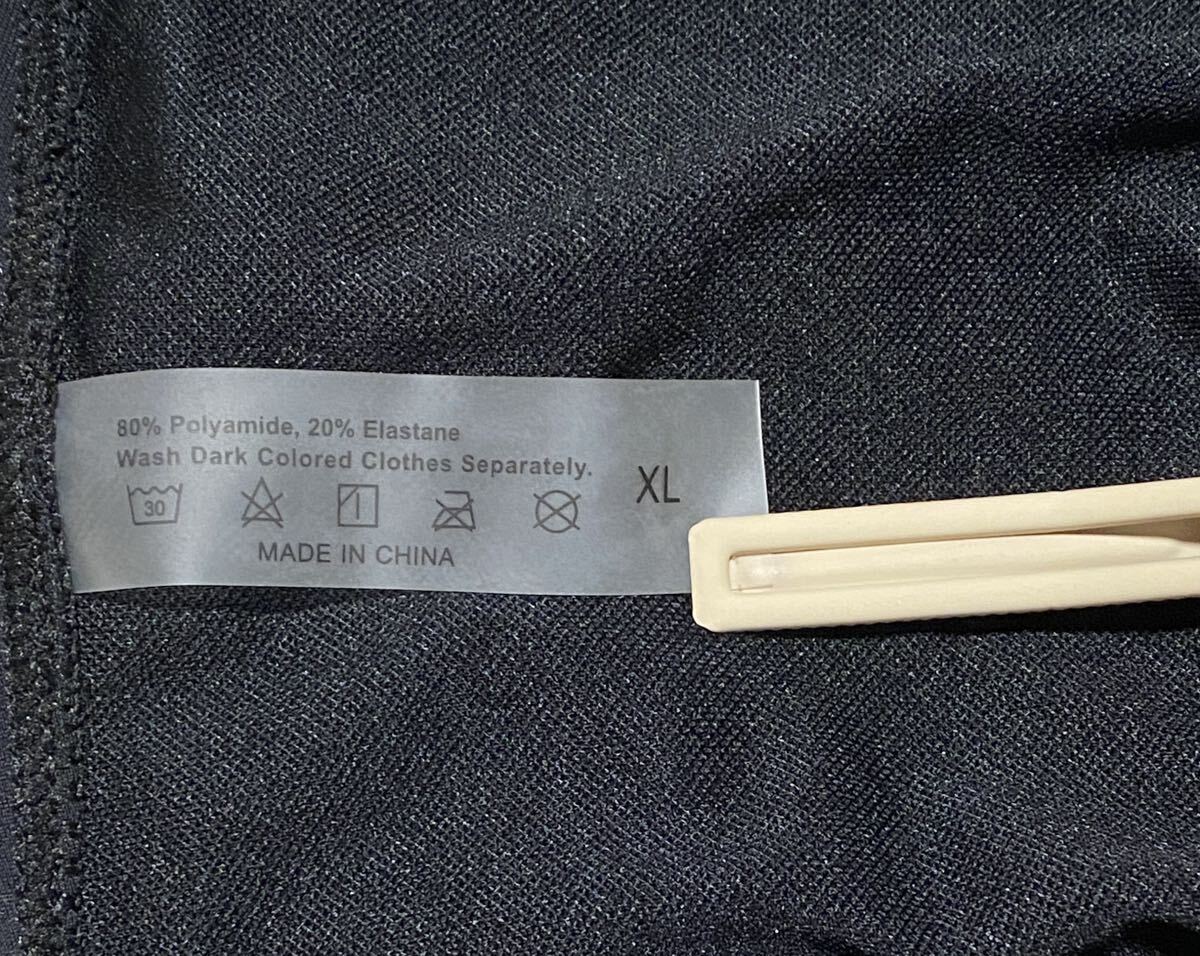 80% Polyamide, 20% Elastane
Wash Dark Colored Clothes Separately.
XL
30
MADE IN CHINA